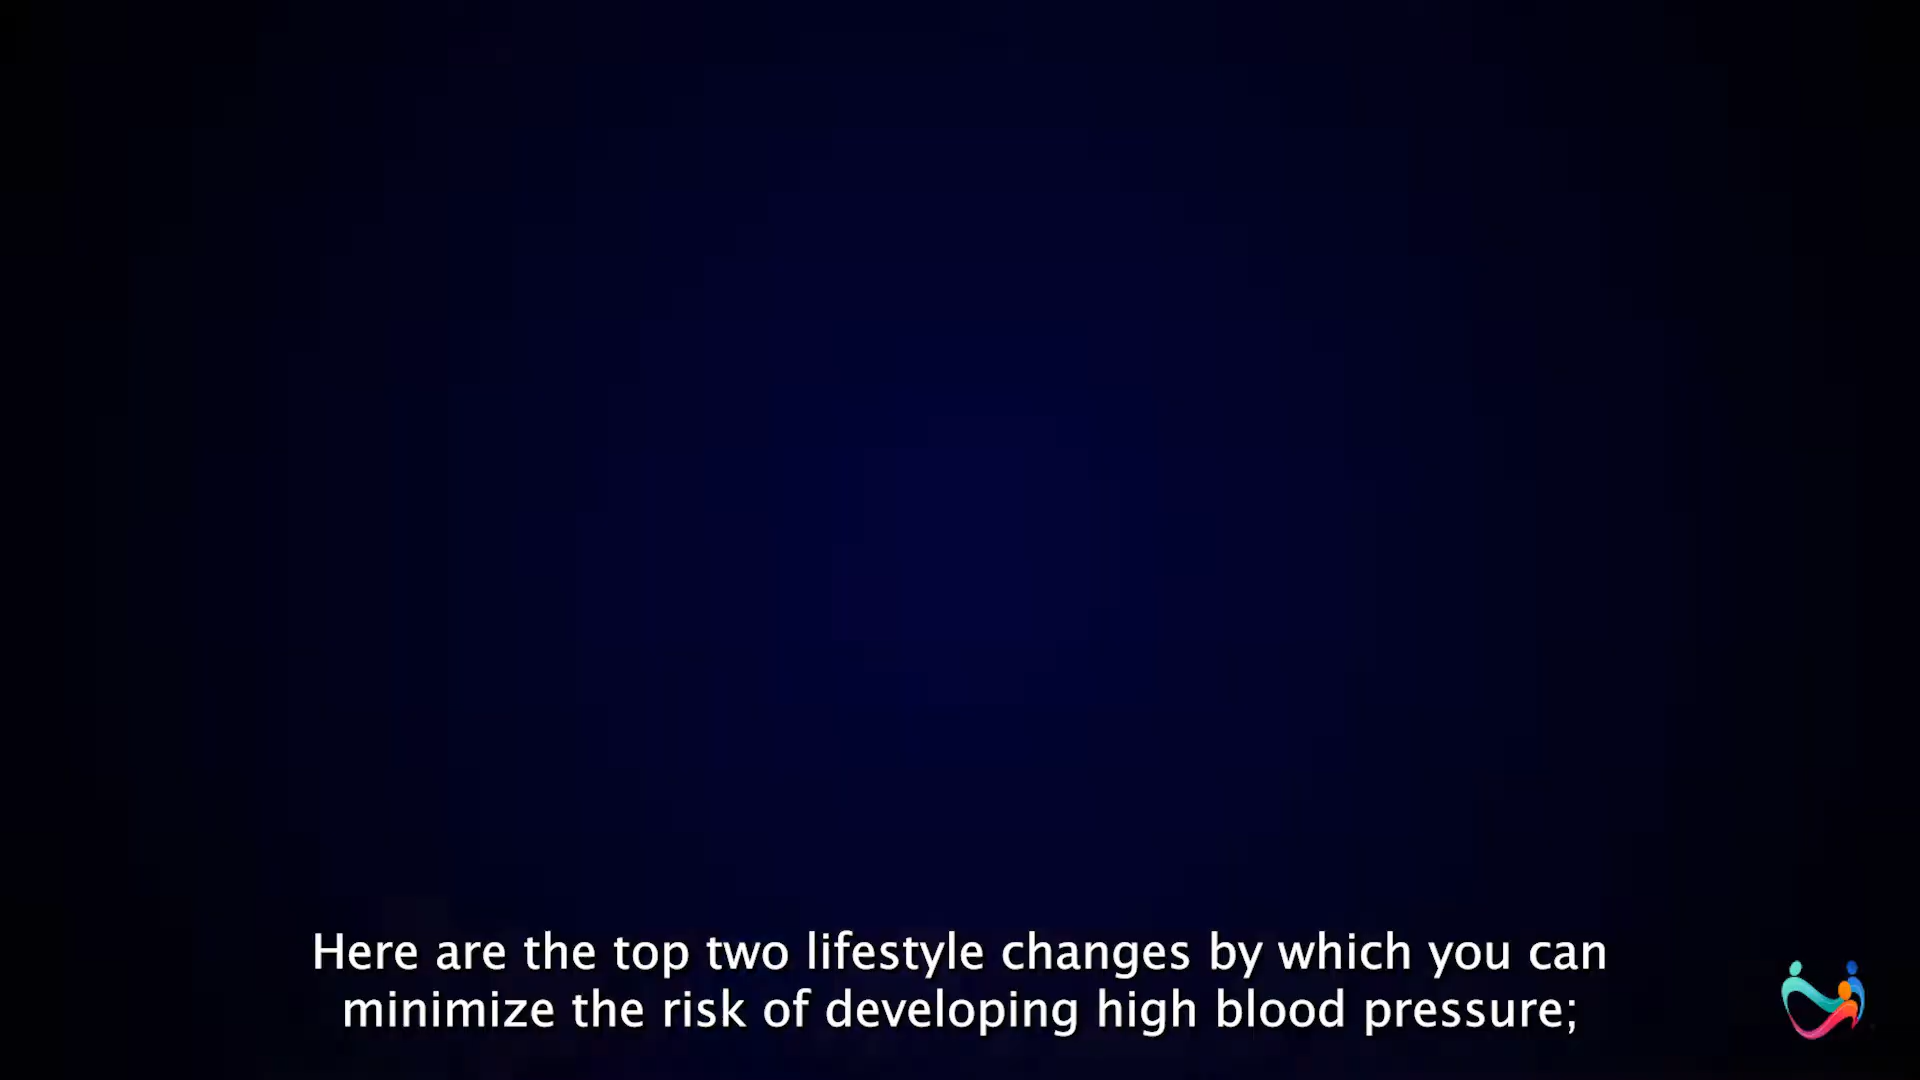 Here are the top two lifestyle changes by which you can
minimize the risk of developing high blood pressure;